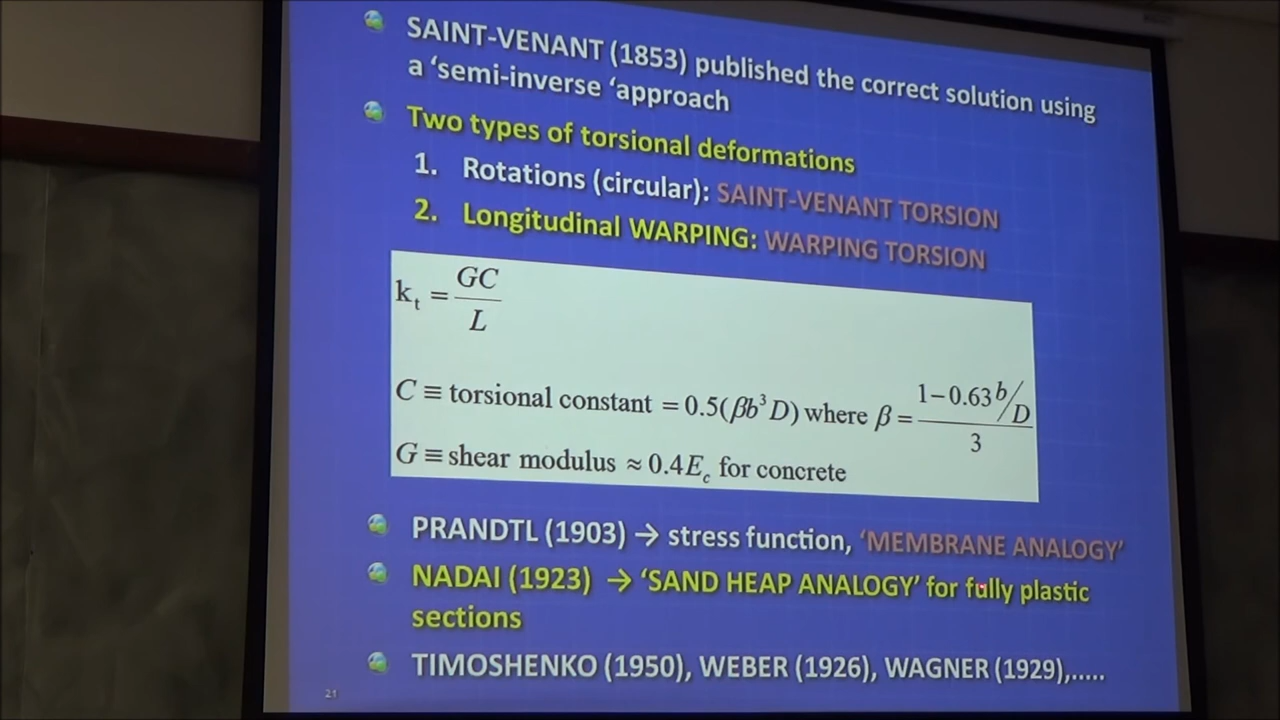 SAINT-VENANT (1853) published the correct solution using
a ‘semi-inverse ‘approach
Two types of torsional deformations
1. Rotations (circular): SAINT-VENANT TORSION
2. Longitudinal WARPING: WARPING TORSION
k_t = GC/L
C ≡ torsional constant = 0.5(βb³D) where β = (1−0.63 b/D)/3
G ≡ shear modulus ≈ 0.4E_c for concrete
PRANDTL (1903) → stress function, ‘MEMBRANE ANALOGY’
NADAI (1923) → ‘SAND HEAP ANALOGY’ for fully plastic
sections
TIMOSHENKO (1950), WEBER (1926), WAGNER (1929),.....
21